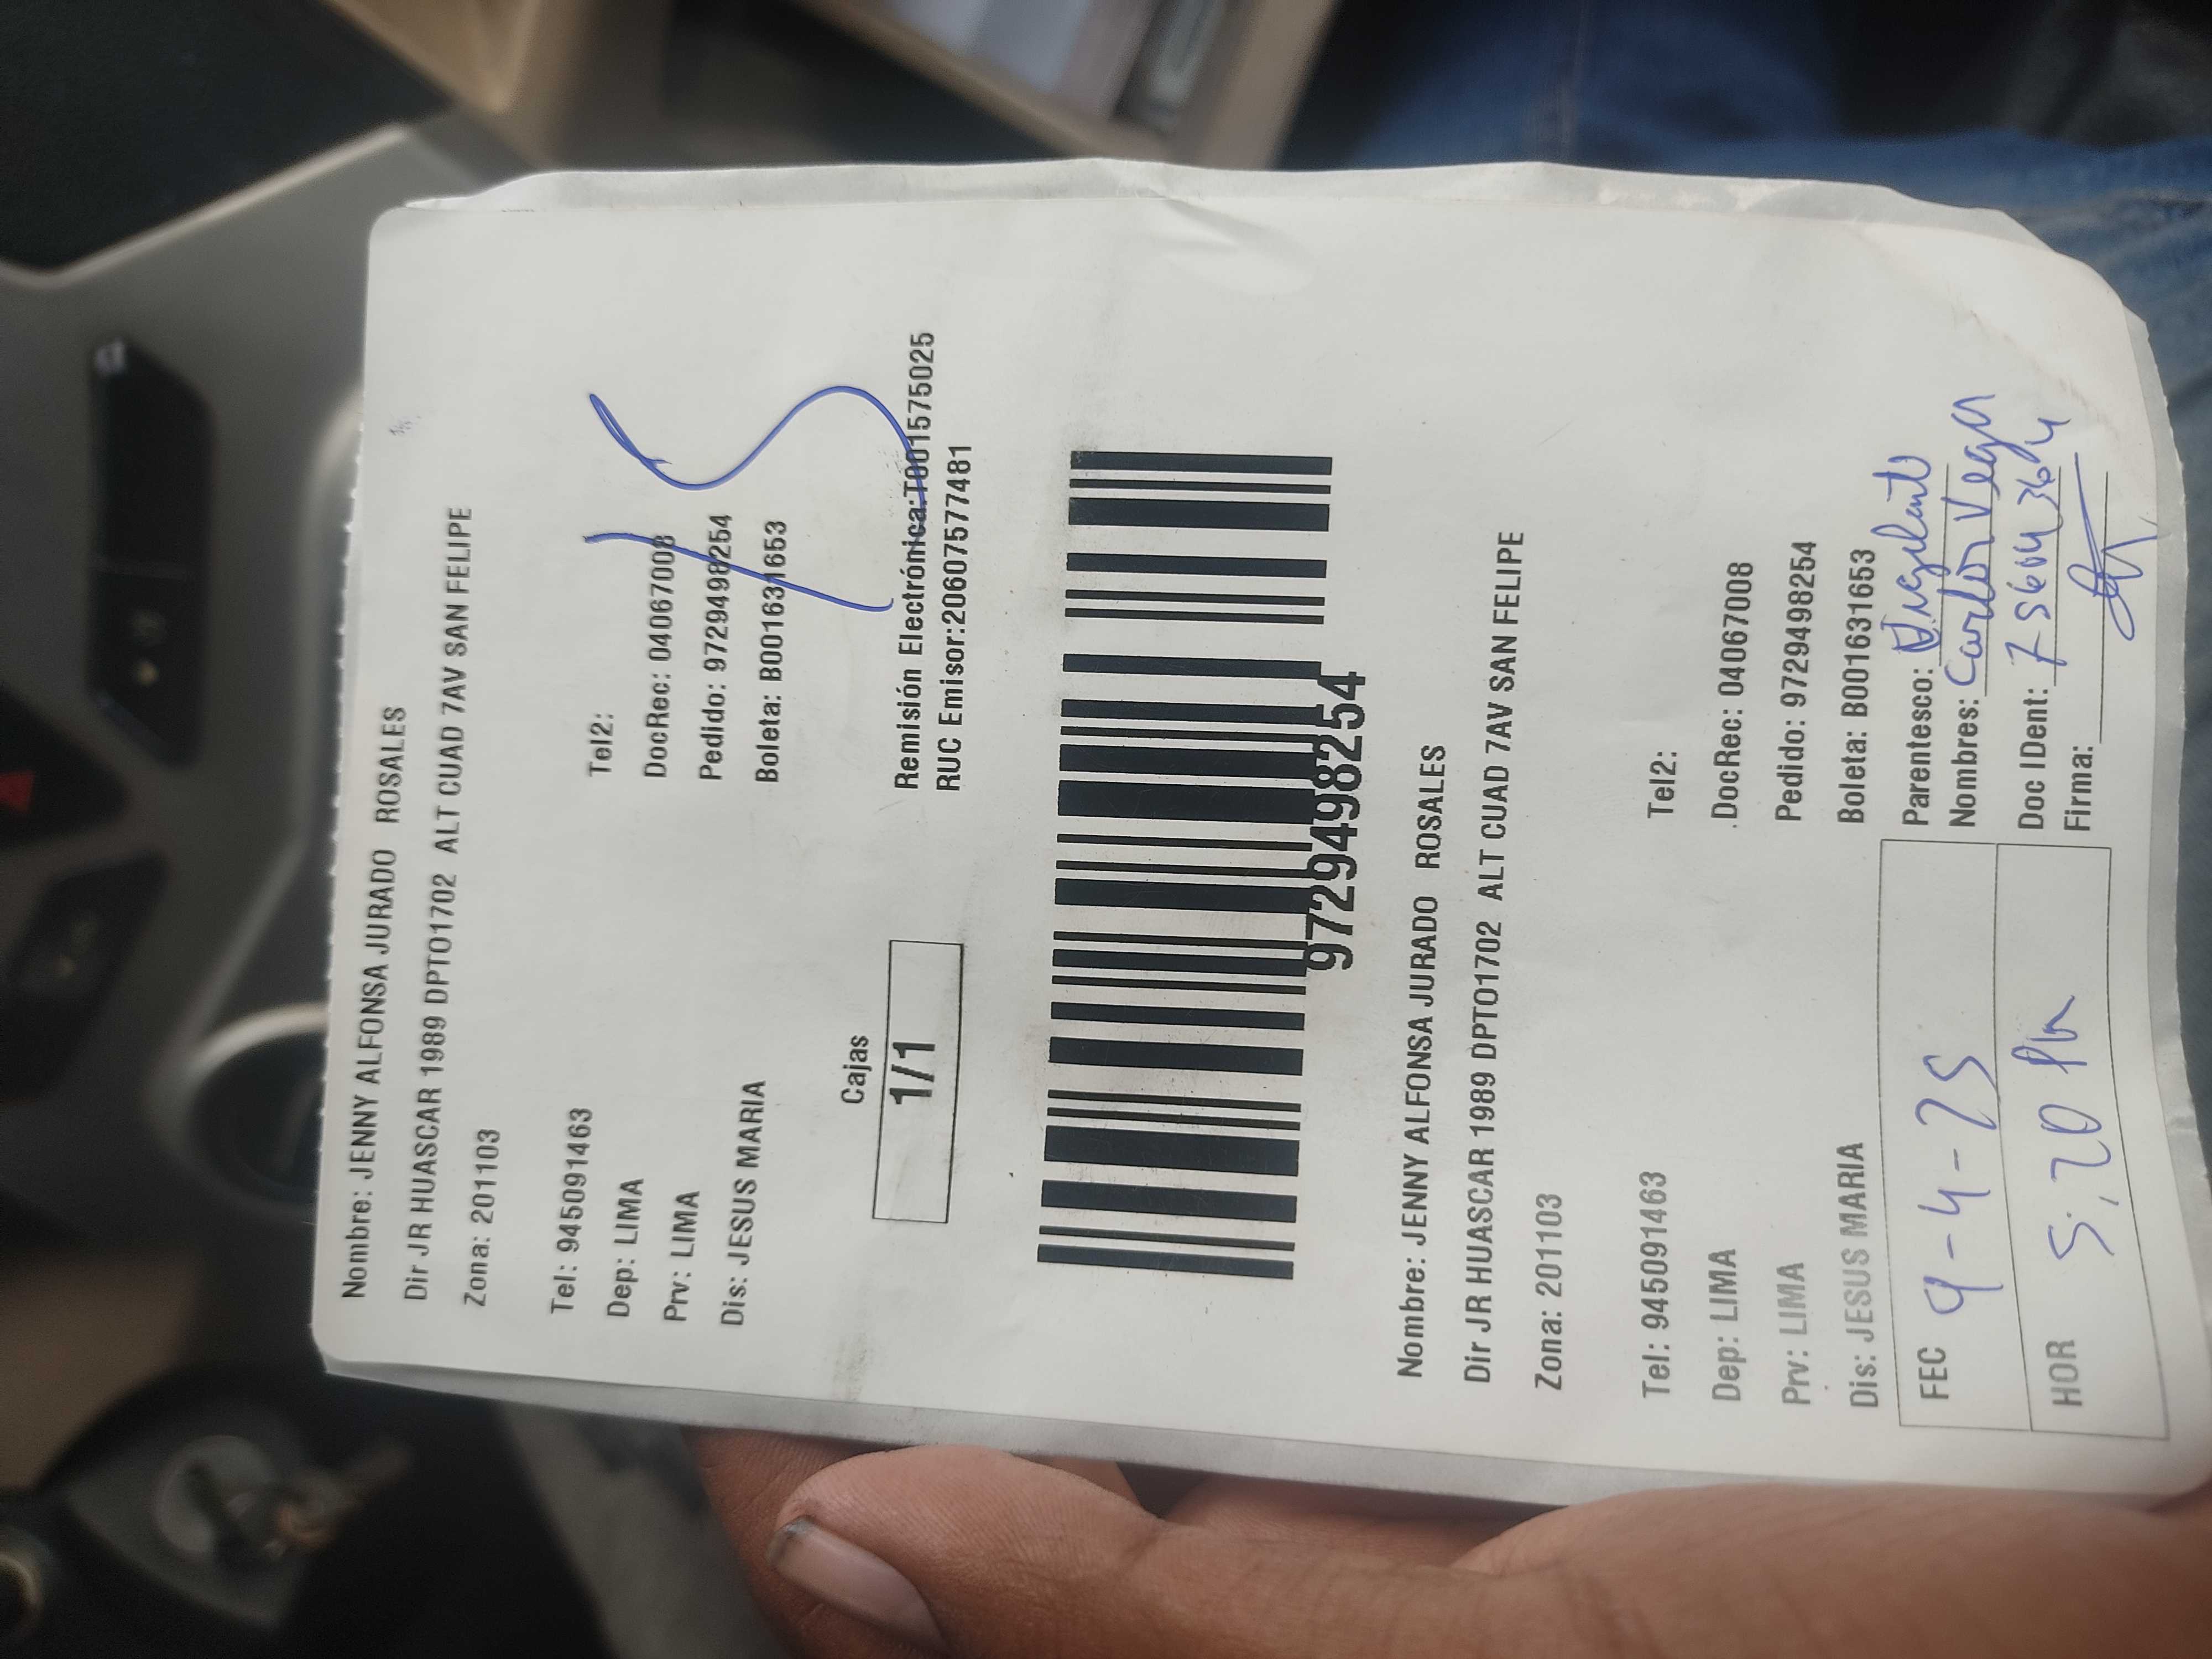 Nombre: JENNY ALFONSA JURADO ROSALES
Dir JR HUASCAR 1989 DPTO1702 ALT CUAD 7AV SAN FELIPE
Zona: 201103
Tel: 945091463 Tel2:
Dep: LIMA DocRec: 04067008
Prv: LIMA Pedido: 9729498254
Dis: JESUS MARIA Boleta: B001631653
Cajas
1/1
Remisión Electrónica:T001575025
RUC Emisor:20607577481
9729498254
Nombre: JENNY ALFONSA JURADO ROSALES
Dir JR HUASCAR 1989 DPTO1702 ALT CUAD 7AV SAN FELIPE
Zona: 201103
Tel: 945091463 Tel2:
Dep: LIMA DocRec: 04067008
Prv: LIMA Pedido: 9729498254
Dis: JESUS MARIA Boleta: B001631653
FEC 9-4-25
HOR 5:20 Pm
Parentesco: Vigilante
Nombres: Carlos Vega
Doc IDent:
Firma: